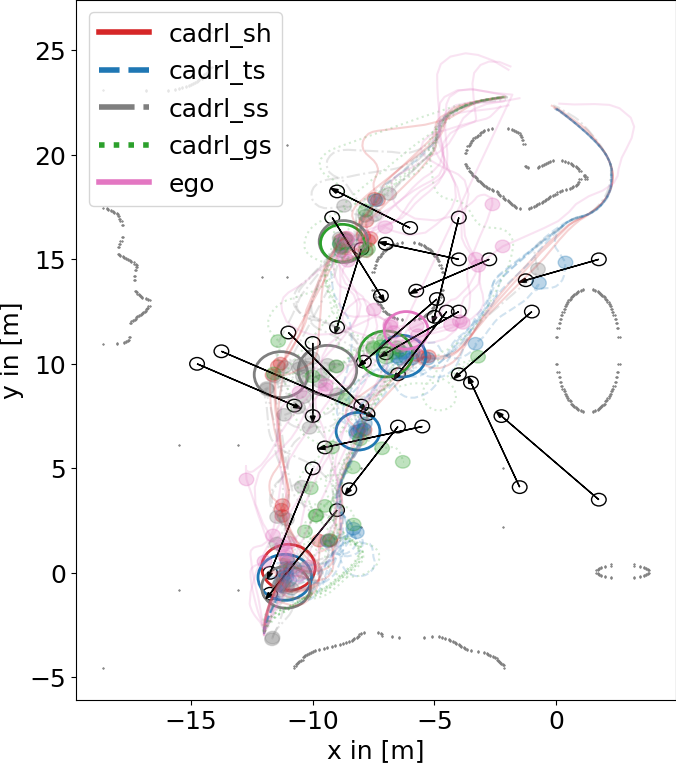 cadrl_sh
cadrl_ts
cadrl_ss
cadrl_gs
ego
25
20
15
10
5
0
−5
y in [m]
−15
−10
−5
0
x in [m]